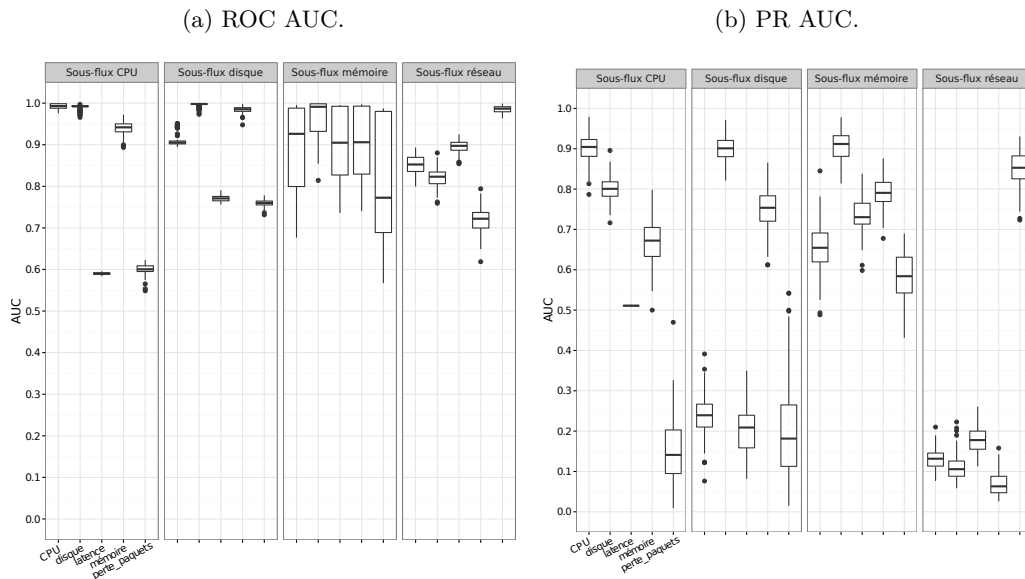 (a) ROC AUC.
Sous-flux CPU
Sous-flux disque
Sous-flux mémoire
Sous-flux réseau
AUC
1.0
0.9
0.8
0.7
0.6
0.5
0.4
0.3
0.2
0.1
0.0
CPU
disque
latence
mémoire
perte_paquets
(b) PR AUC.
Sous-flux CPU
Sous-flux disque
Sous-flux mémoire
Sous-flux réseau
AUC
1.0
0.9
0.8
0.7
0.6
0.5
0.4
0.3
0.2
0.1
0.0
CPU
disque
latence
mémoire
perte_paquets